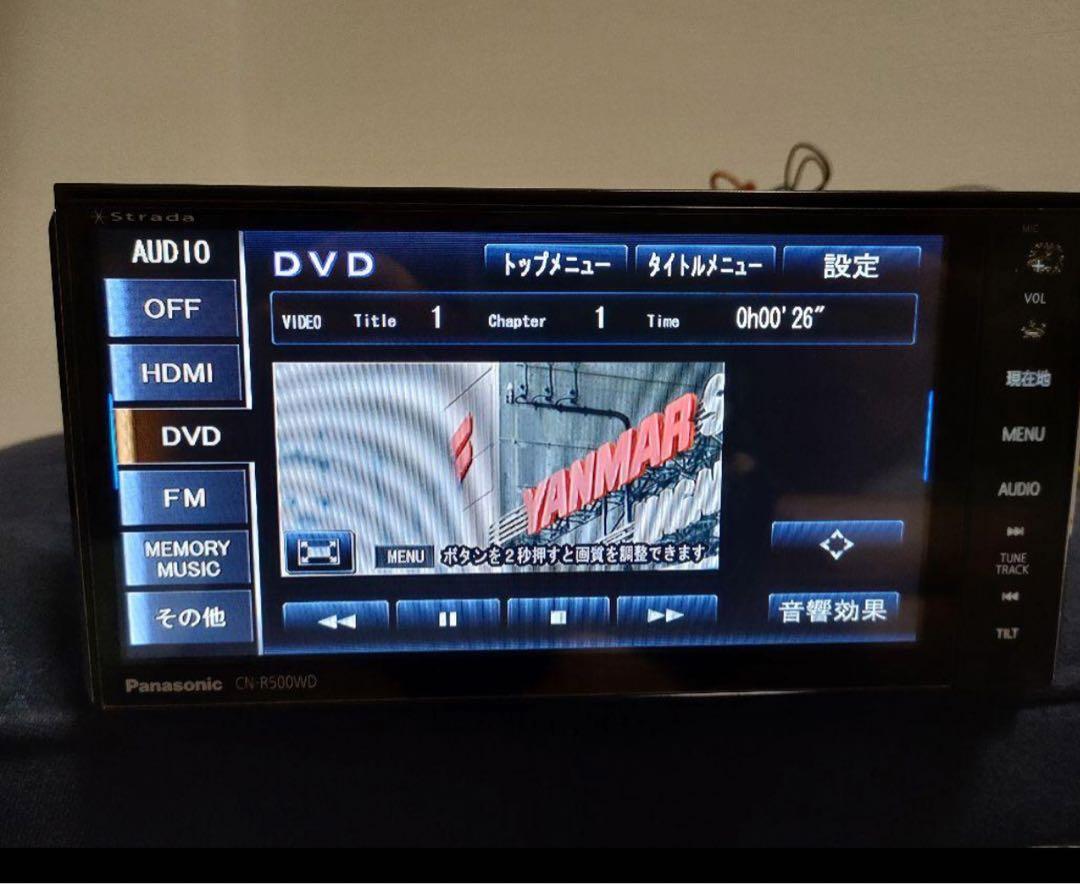 Strada
MIC
AUDIO
OFF
HDMI
DVD
FM
MEMORY
MUSIC
その他
DVD
トップメニュー
タイトルメニュー
設定
VIDEO Title 1 Chapter 1 Time 0h00'26"
YANMAR
MENU ボタンを2秒押すと画質を調整できます
音響効果
VOL
現在地
MENU
AUDIO
TUNE
TRACK
TILT
Panasonic CN-R500WD